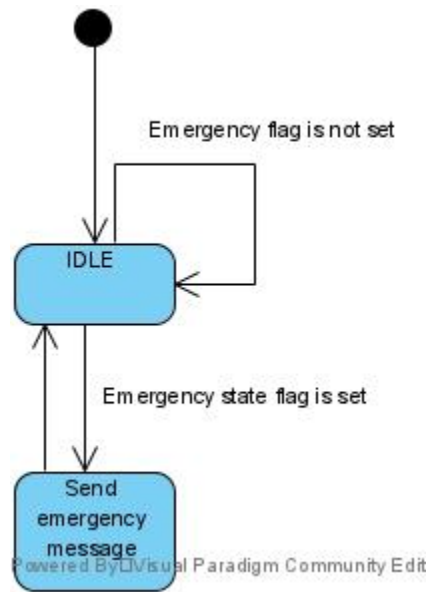 Emergency flag is not set
IDLE
Emergency state flag is set
Send
emergency
message
Powered By Visual Paradigm Community Edit